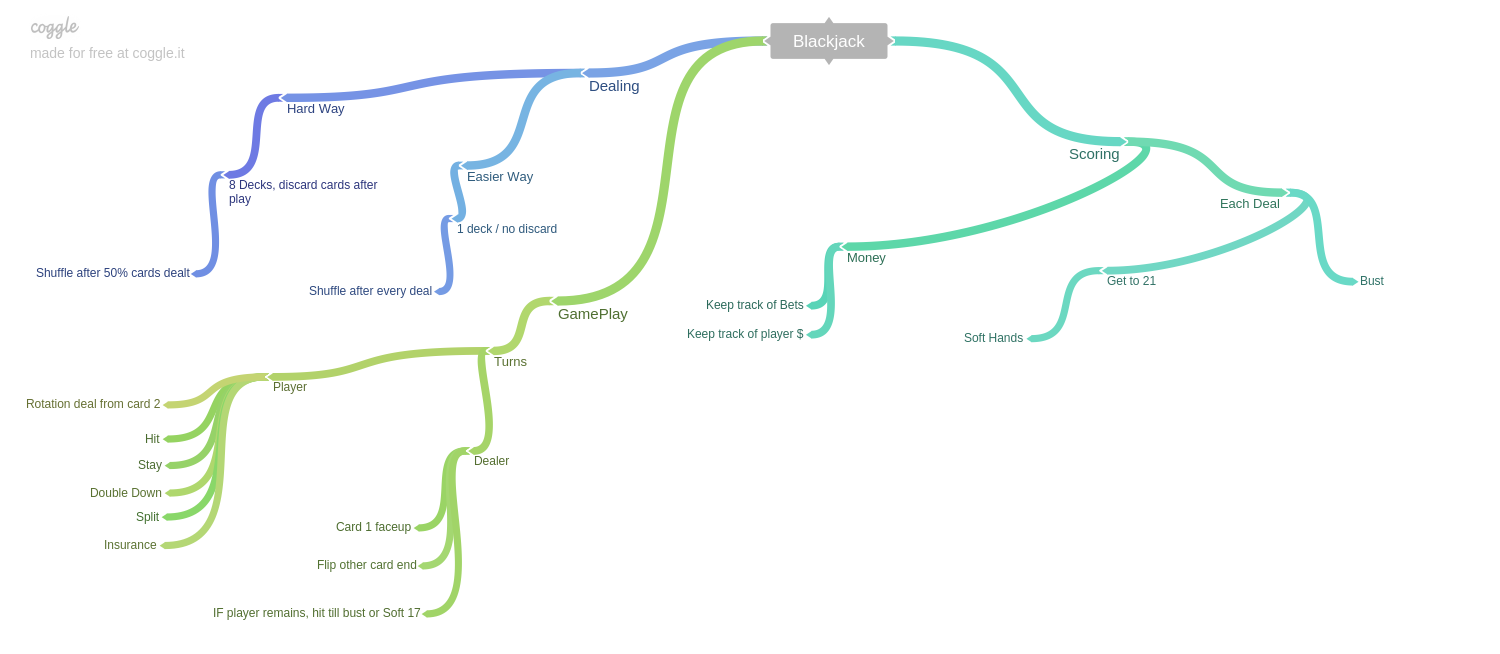 coggle
made for free at coggle.it
Blackjack
Dealing
Hard Way
8 Decks, discard cards after
play
Shuffle after 50% cards dealt
Easier Way
1 deck / no discard
Shuffle after every deal
GamePlay
Turns
Player
Rotation deal from card 2
Hit
Stay
Double Down
Split
Insurance
Dealer
Card 1 faceup
Flip other card end
IF player remains, hit till bust or Soft 17
Scoring
Money
Keep track of Bets
Keep track of player $
Each Deal
Get to 21
Soft Hands
Bust